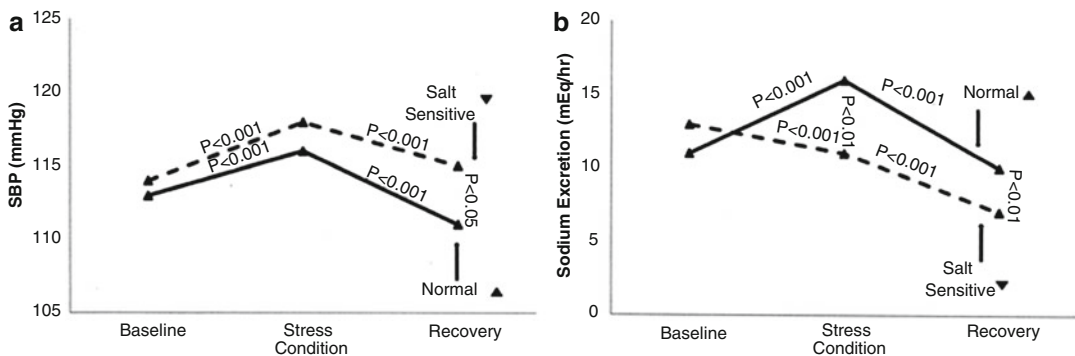 a
SBP (mmHg)
125
120
115
110
105
P<0.001
P<0.001
P<0.001
P<0.001
P<0.05
Salt
Sensitive
Normal
Baseline
Stress
Condition
Recovery
b
Sodium Excretion (mEq/hr)
20
15
10
5
0
P<0.001
P<0.001
P<0.001
P<0.01
P<0.001
P<0.01
Normal
Salt
Sensitive
Baseline
Stress
Condition
Recovery